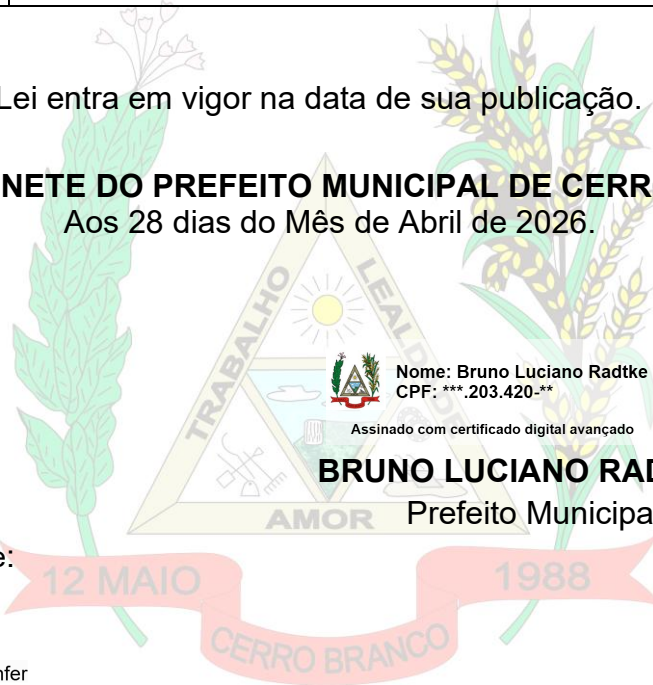 Lei entra em vigor na data de sua publicação.
NETE DO PREFEITO MUNICIPAL DE CERR
Aos 28 dias do Mês de Abril de 2026.
TRABALHO
LEALD
Nome: Bruno Luciano Radtke
CPF: ***.203.420-**
Assinado com certificado digital avançado
BRUNO LUCIANO RAD
AMOR
Prefeito Municipa
e:
12 MAIO
1988
CERRO BRANCO
nfer